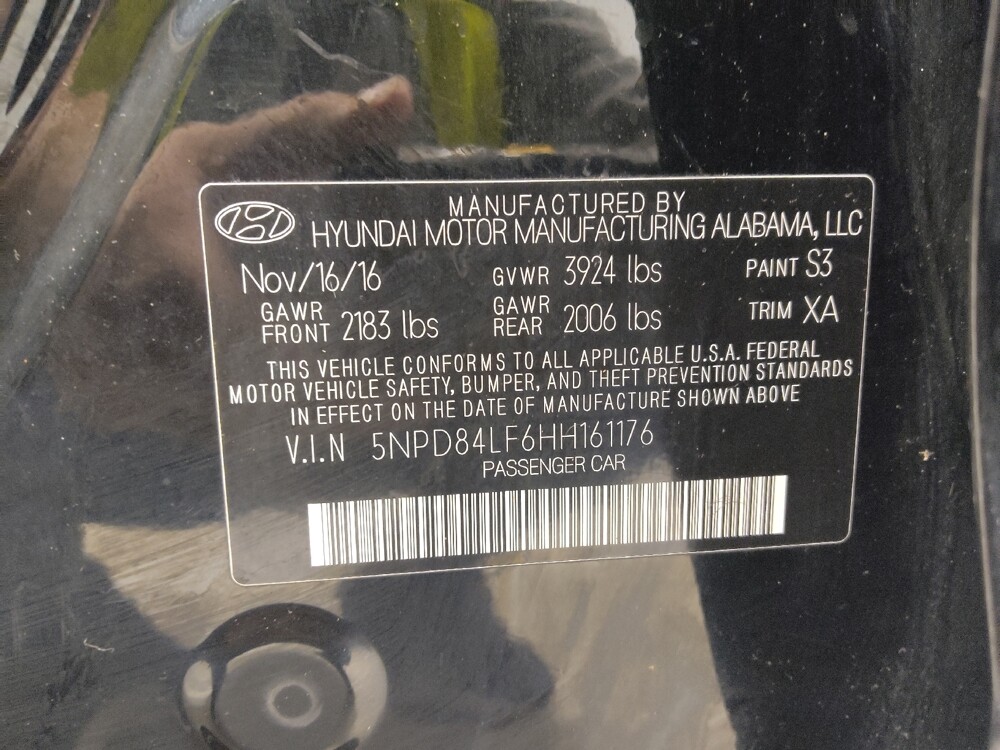 MANUFACTURED BY
HYUNDAI MOTOR MANUFACTURING ALABAMA, LLC
Nov/16/16 GVWR 3924 lbs PAINT S3
GAWR FRONT 2183 lbs GAWR REAR 2006 lbs TRIM XA
THIS VEHICLE CONFORMS TO ALL APPLICABLE U.S.A. FEDERAL
MOTOR VEHICLE SAFETY, BUMPER, AND THEFT PREVENTION STANDARDS
IN EFFECT ON THE DATE OF MANUFACTURE SHOWN ABOVE
V.I.N 5NPD84LF6HH161176
PASSENGER CAR